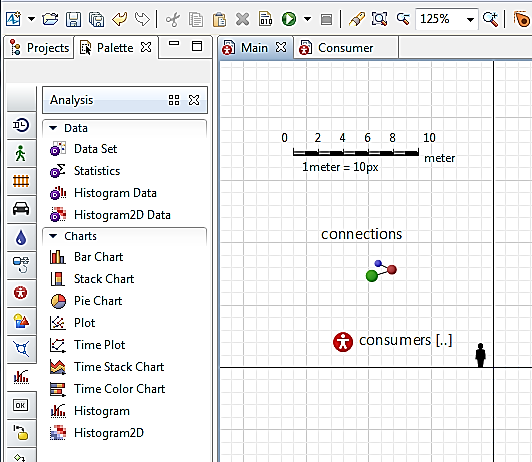 125%
Projects
Palette
Main
Consumer
Analysis
Data
Data Set
Statistics
Histogram Data
Histogram2D Data
Charts
Bar Chart
Stack Chart
Pie Chart
Plot
Time Plot
Time Stack Chart
Time Color Chart
Histogram
Histogram2D
OK
0 2 4 6 8 10
meter
1meter = 10px
connections
consumers [..]